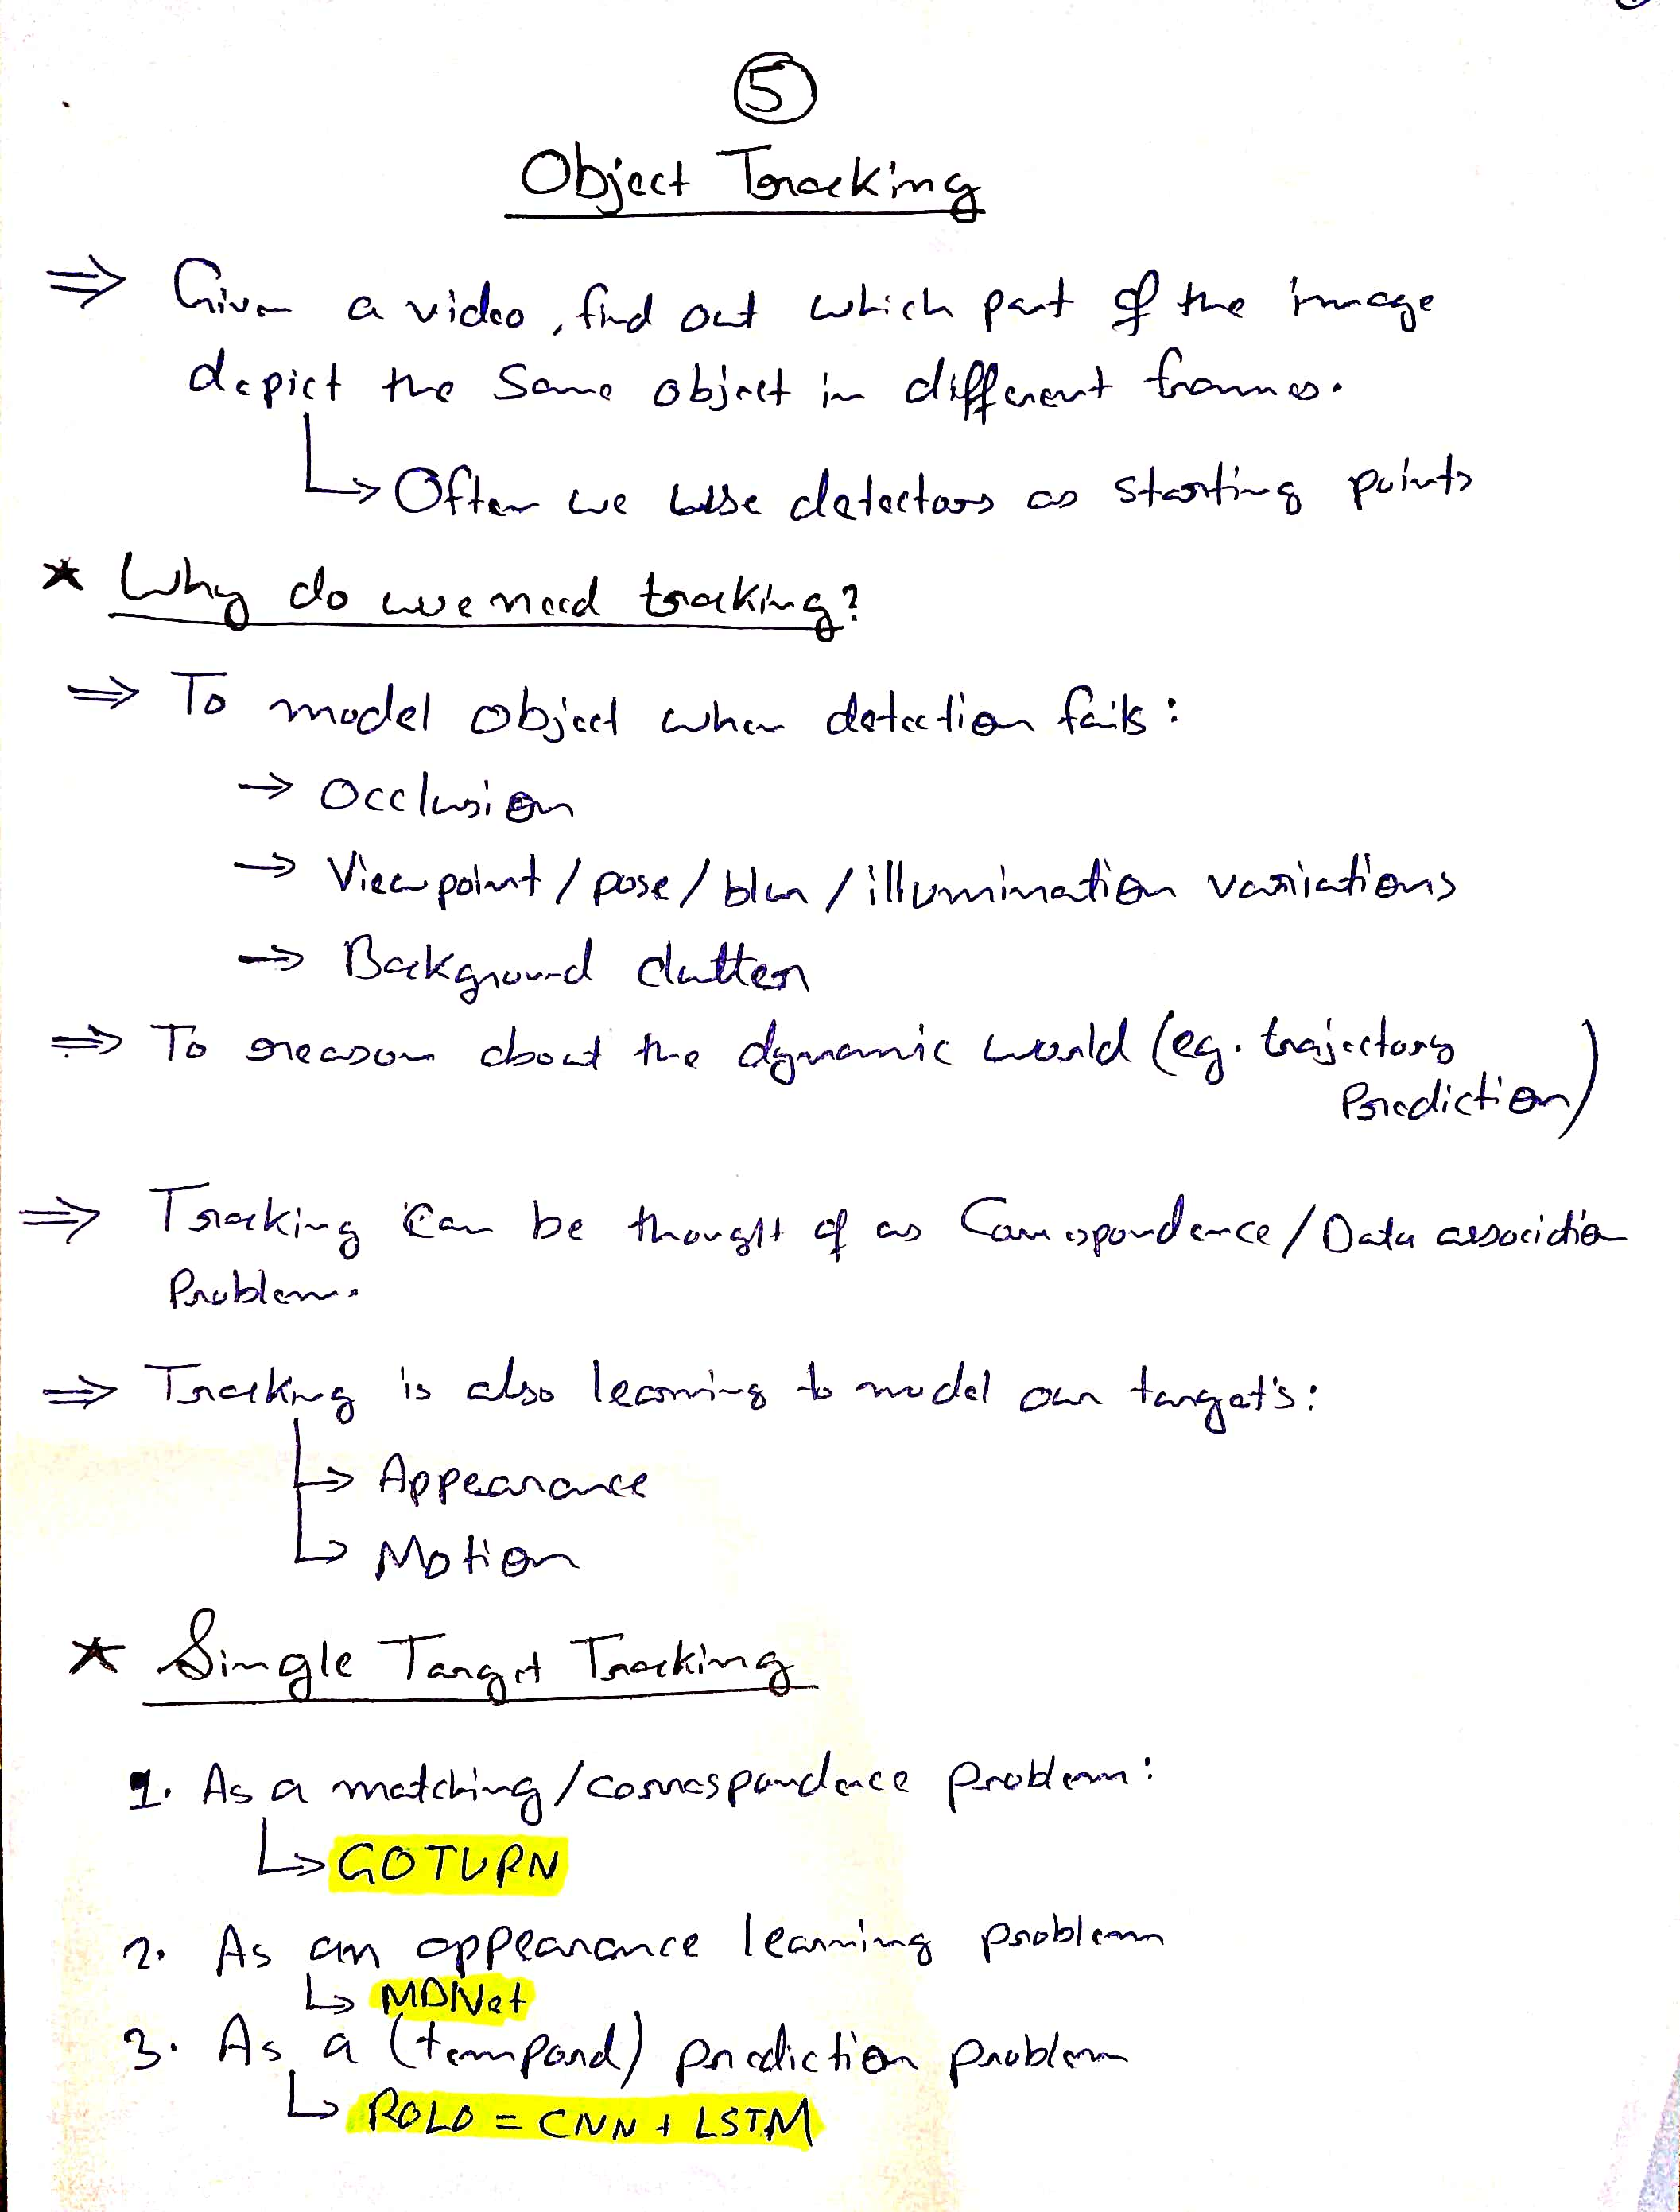 ⑤
Object Tracking
⇒ Given a video, find out which part of the image
depict the same object in different frames.
↳ Often we use detectors as starting points
* Why do we need tracking?
⇒ To model object when detection fails:
→ Occlusion
→ Viewpoint / pose / blur / illumination variations
→ Background clutter
⇒ To reason about the dynamic world (eg. trajectory
Prediction)
⇒ Tracking can be thought of as Correspondence / Data association
Problem.
⇒ Tracking is also learning to model our target's:
↳ Appearance
↳ Motion
* Single Target Tracking
1. As a matching / correspondence problem:
↳ GOTURN
2. As an appearance learning problem
↳ MDNet
3. As a (temporal) prediction problem
↳ ROLO = CNN + LSTM